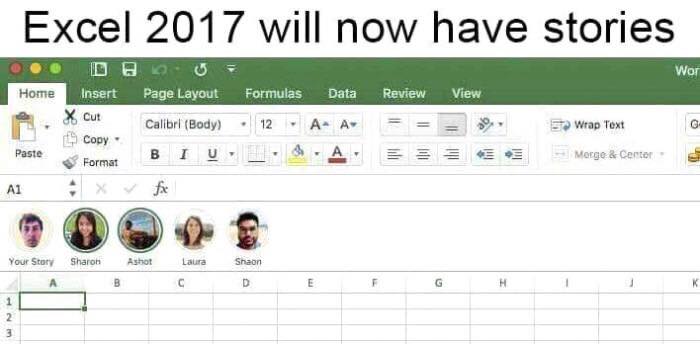 Excel 2017 will now have stories
Wor
Home Insert Page Layout Formulas Data Review View
Cut
Copy
Format
Paste
Calibri (Body) 12 A A
B I U A
Wrap Text
Merge & Center
G
A1 fx
Your Story Sharon Ashot Laura Shaon
A B C D E F G H I J K
1
2
3